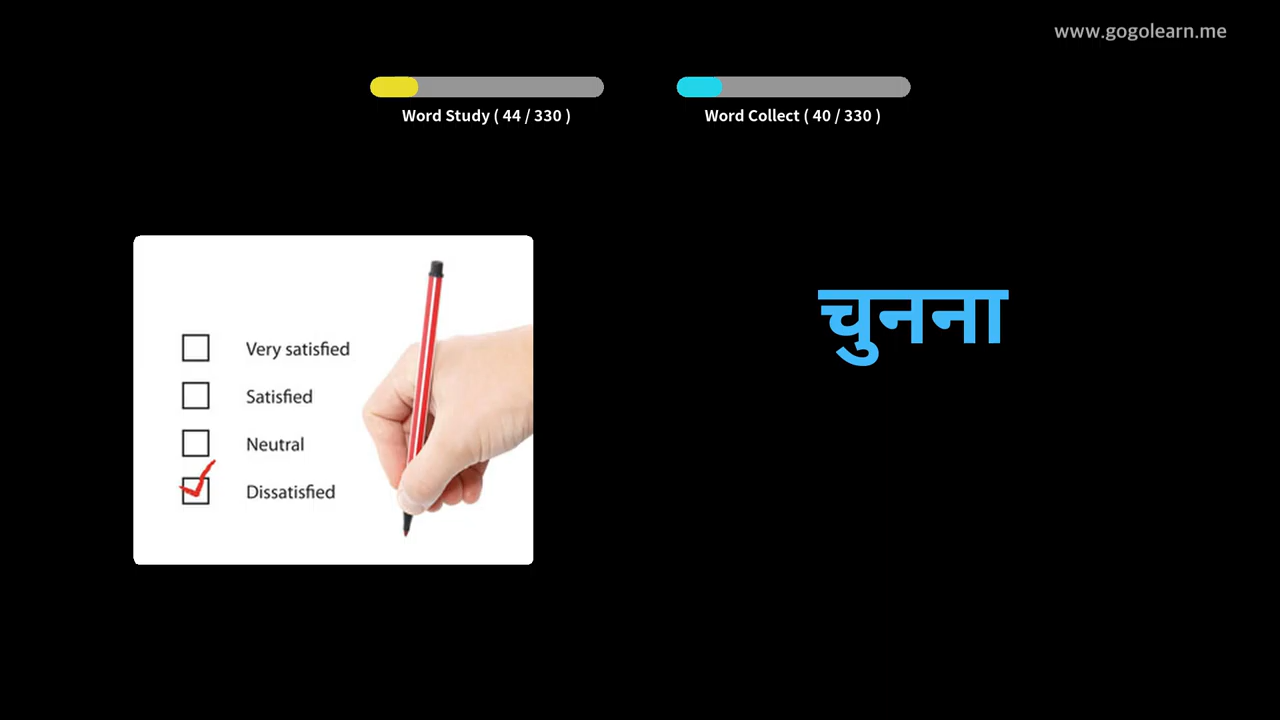 www.gogolearn.me
Word Study ( 44 / 330 )
Word Collect ( 40 / 330 )
चुनना
Very satisfied
Satisfied
Neutral
Dissatisfied